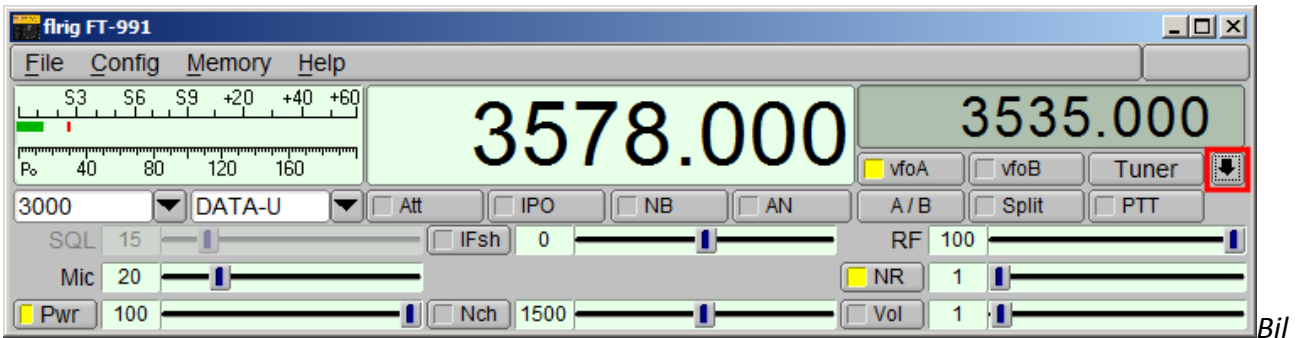 flrig FT-991
File Config Memory Help
S3 S6 S9 +20 +40 +60
3578.000
3535.000
Po 40 80 120 160
vfoA vfoB Tuner
3000 DATA-U Att IPO NB AN A / B Split PTT
SQL 15 IFsh 0 RF 100
Mic 20 NR 1
Pwr 100 Nch 1500 Vol 1
Bil